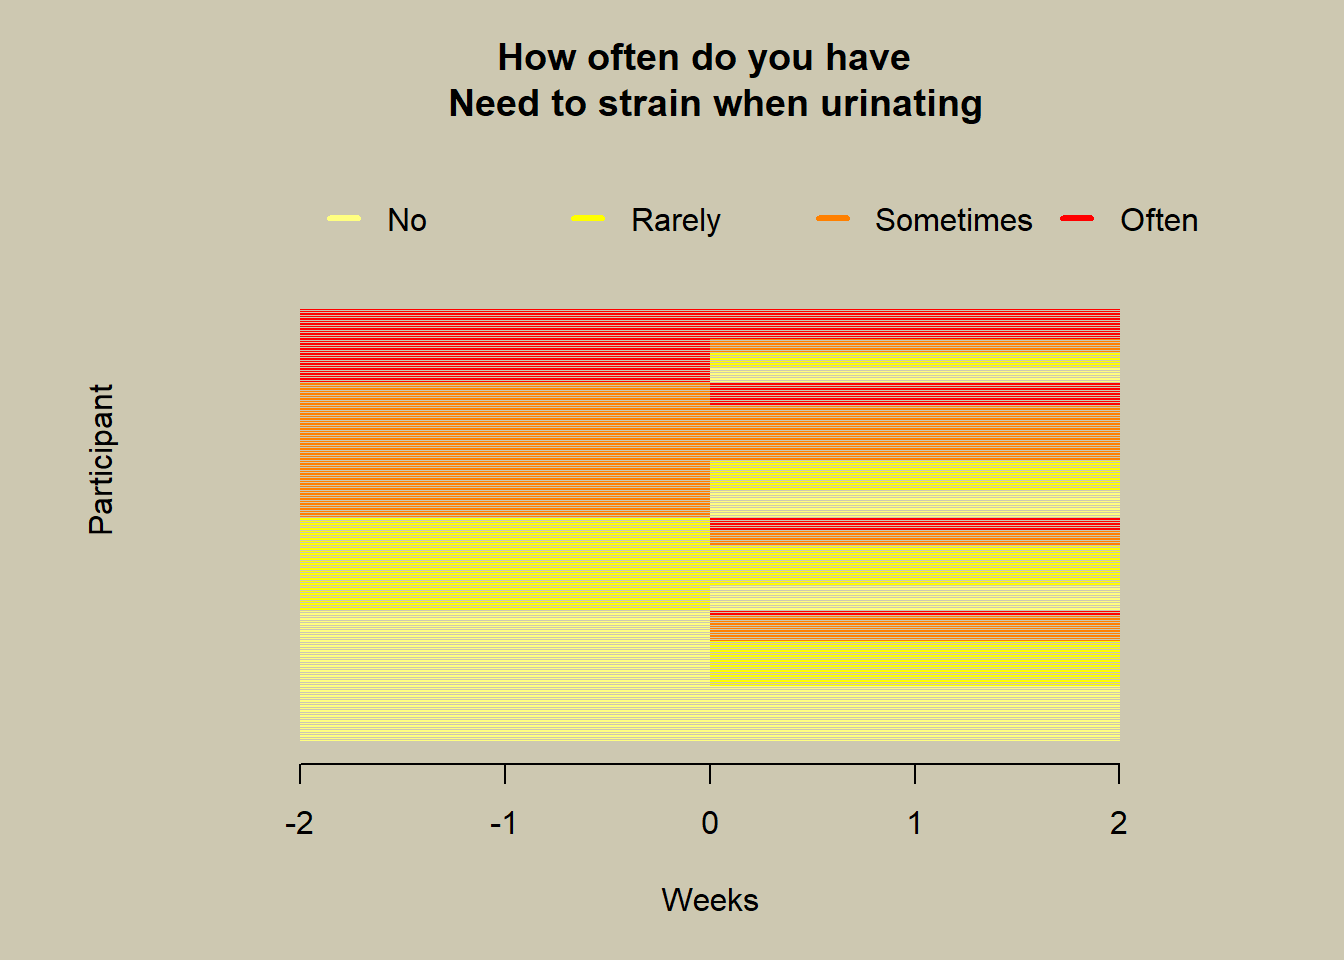 How often do you have
Need to strain when urinating
No
Rarely
Sometimes
Often
Participant
-2
-1
0
1
2
Weeks